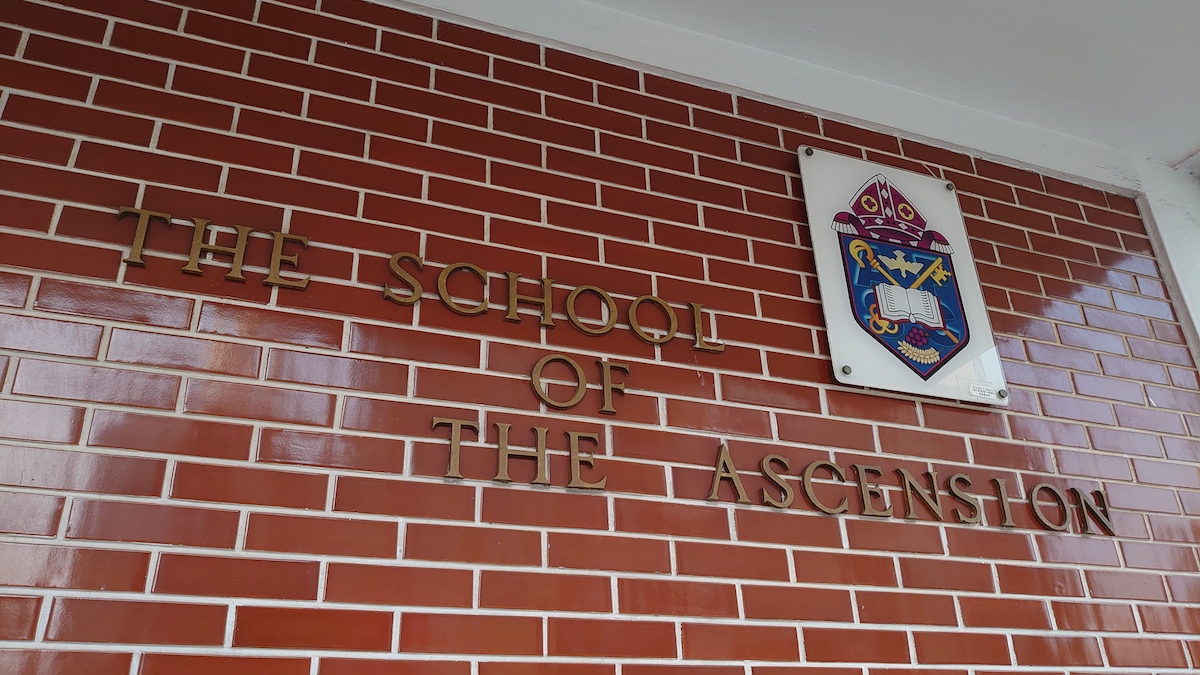 THE SCHOOL
OF
THE ASCENSION